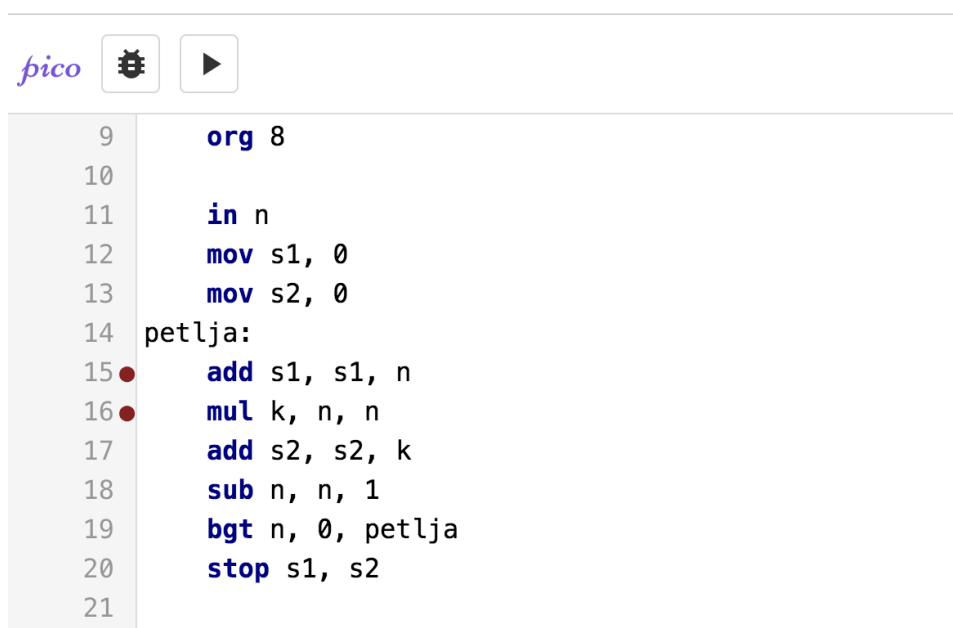 pico
9 org 8
10
11 in n
12 mov s1, 0
13 mov s2, 0
14 petlja:
15 add s1, s1, n
16 mul k, n, n
17 add s2, s2, k
18 sub n, n, 1
19 bgt n, 0, petlja
20 stop s1, s2
21